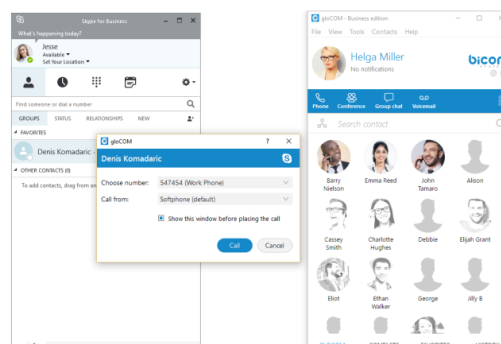 Skype for Business
What's happening today?
Jesse
Available
Set Your Location
Find someone or dial a number
GROUPS STATUS RELATIONSHIPS NEW
FAVORITES
Denis Komadaric -
OTHER CONTACTS (0)
To add contacts, drag from an
gloCOM
Denis Komadaric
Choose number: 547454 (Work Phone)
Call from: Softphone (default)
Show this window before placing the call
Call Cancel
gloCOM - Business edition
File View Tools Contacts Help
Helga Miller
No notifications
bicom
Phone Conference Group chat Voicemail
Search contact
Barry Nielson
Emma Reed
John Tamaro
Alison
Cassey Smith
Charlotte Hughes
Debbie
Elijah Grant
Eliot
Ethan Walker
George
Jilly B